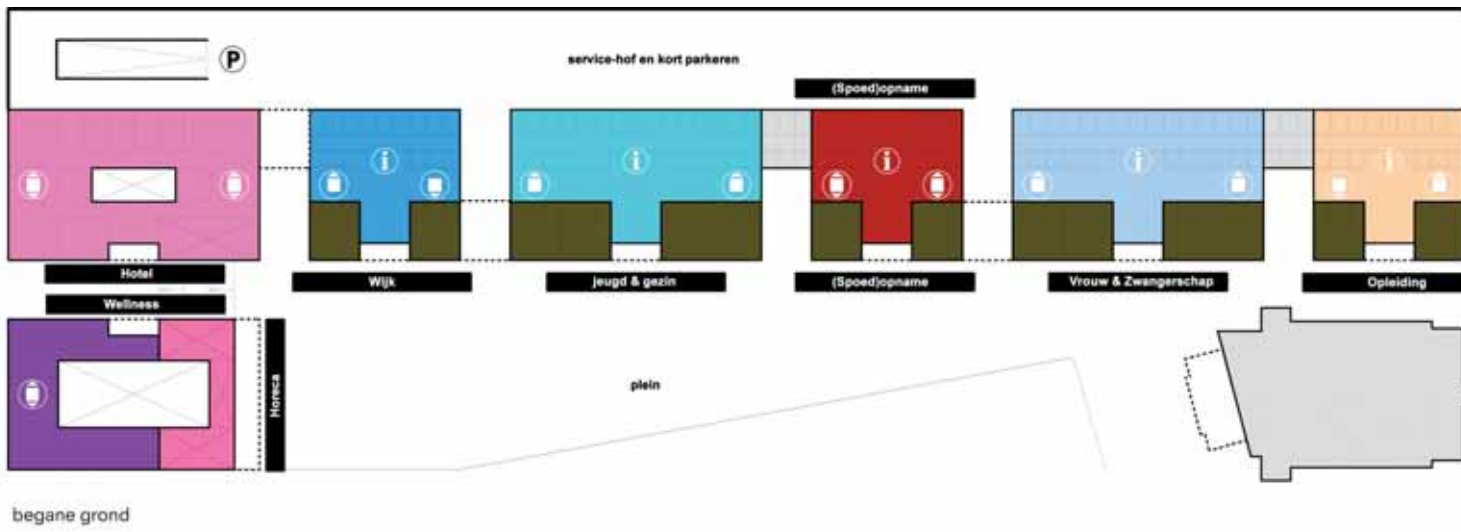 P
service-hof en kort parkeren
(Spoed)opname
i
i
i
i
i
Hotel
Wijk
jeugd & gezin
(Spoed)opname
Vrouw & Zwangerschap
Opleiding
Wellness
Horeca
plein
begane grond